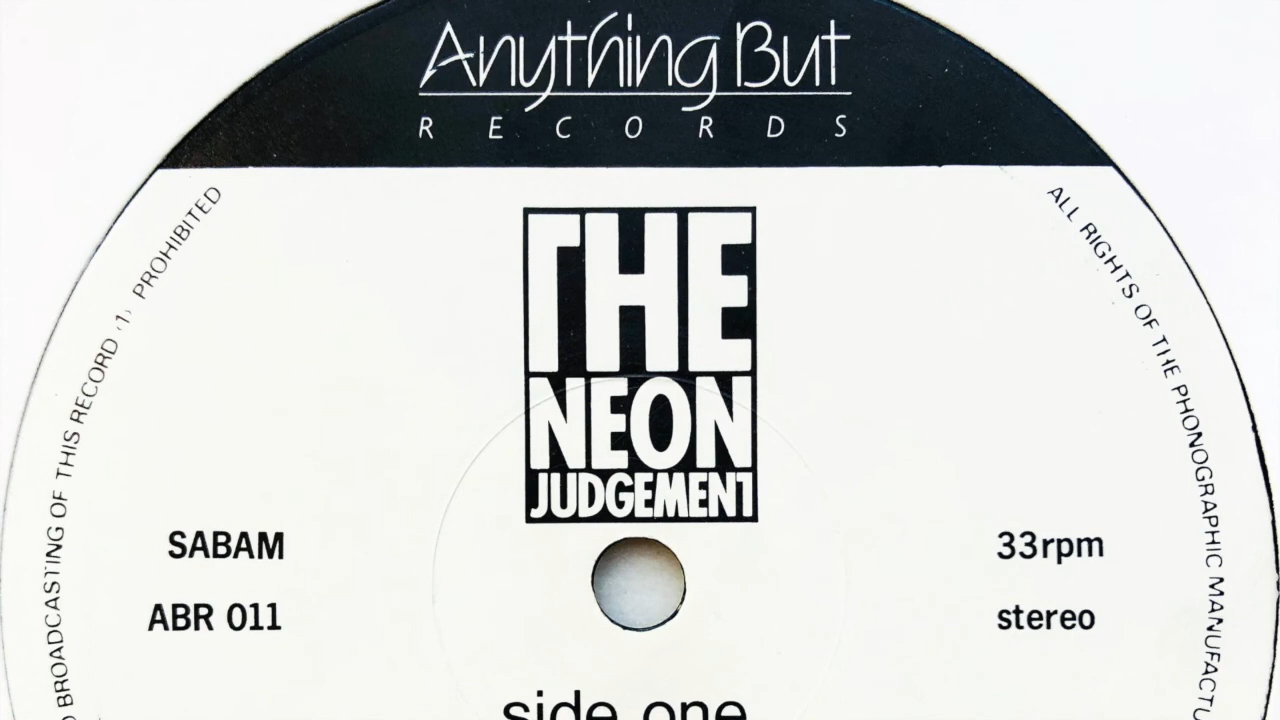 Anything But
RECORDS
BROADCASTING OF THIS RECORD (1) PROHIBITED
ALL RIGHTS OF THE PHONOGRAPHIC
THE
NEON
JUDGEMENT
SABAM
33rpm
ABR 011
stereo
side one